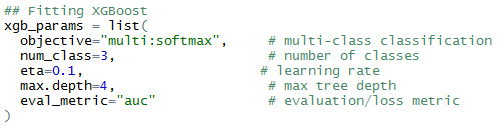 ## Fitting XGBoost
xgb_params = list(
  objective="multi:softmax",     # multi-class classification
  num_class=3,                   # number of classes
  eta=0.1,                      # learning rate
  max.depth=4,                   # max tree depth
  eval_metric="auc"              # evaluation/loss metric
)